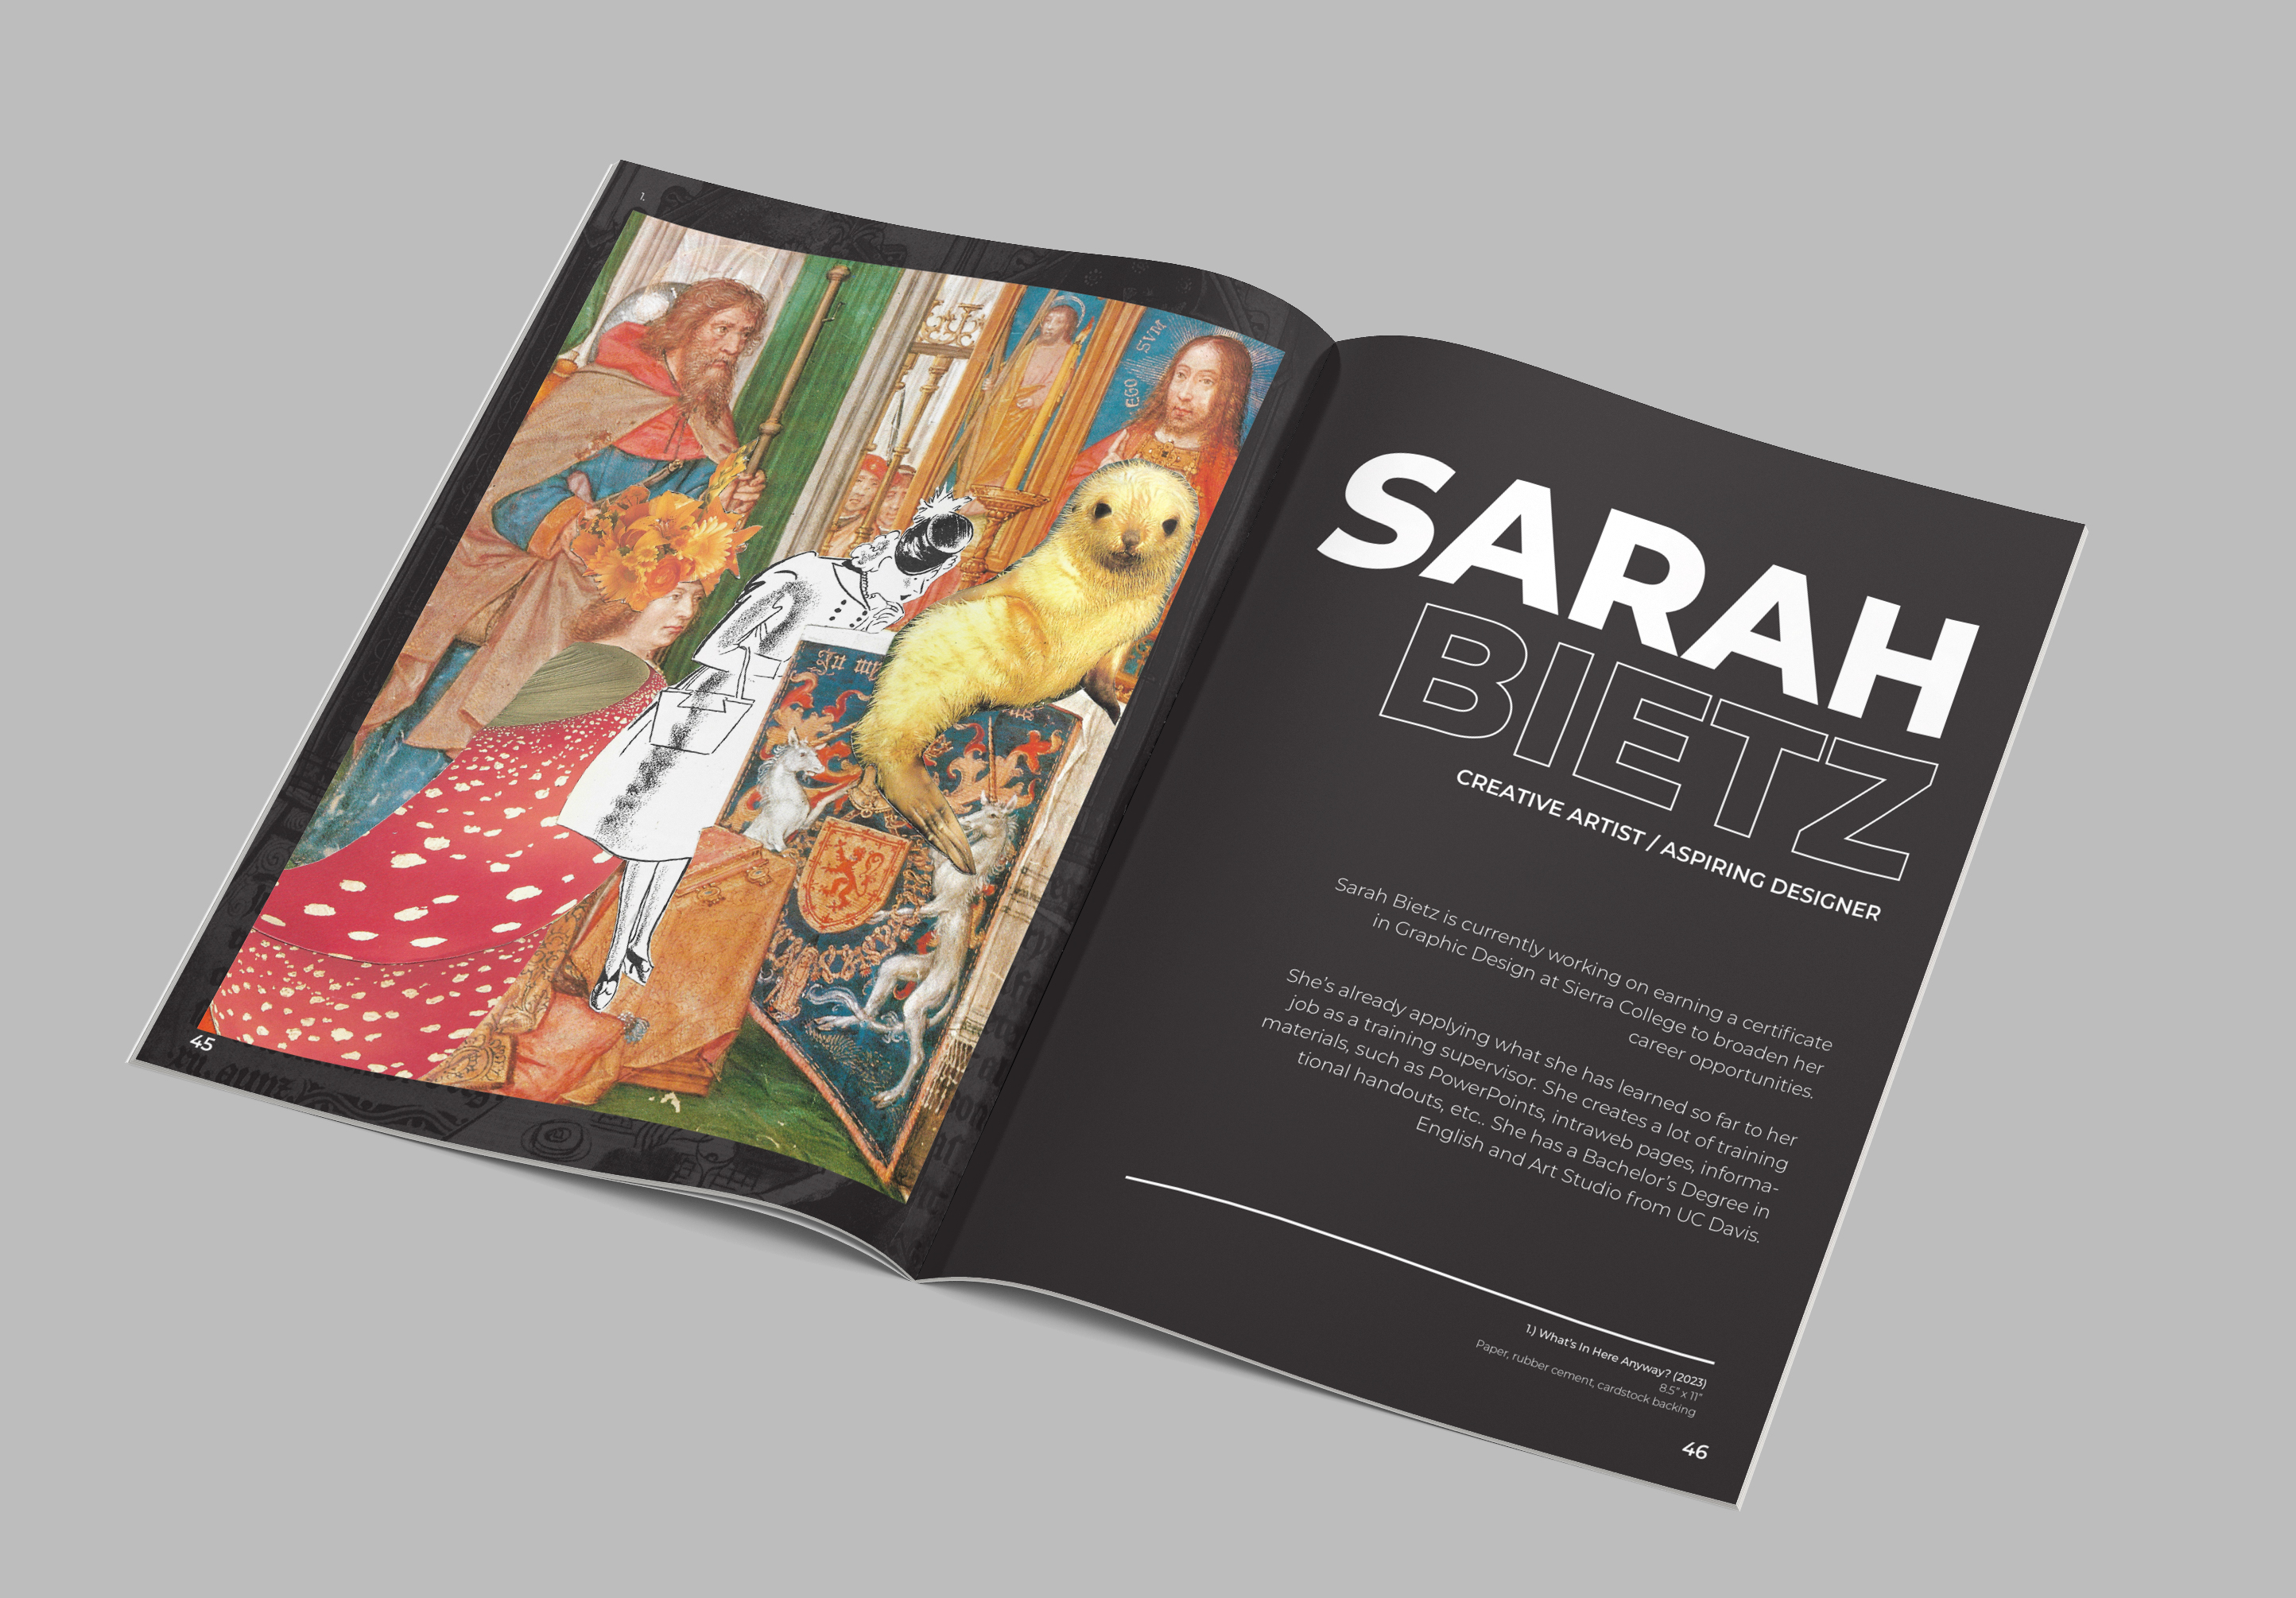 1.
EGO SVM
In my
45
SARAH
BIETZ
CREATIVE ARTIST / ASPIRING DESIGNER
Sarah Bietz is currently working on earning a certificate
in Graphic Design at Sierra College to broaden her
career opportunities.
She's already applying what she has learned so far to her
job as a training supervisor. She creates a lot of training
materials, such as PowerPoints, intraweb pages, informa-
tional handouts, etc.. She has a Bachelor's Degree in
English and Art Studio from UC Davis.
1.) What's In Here Anyway? (2023)
8.5" x 11"
Paper, rubber cement, cardstock backing
46